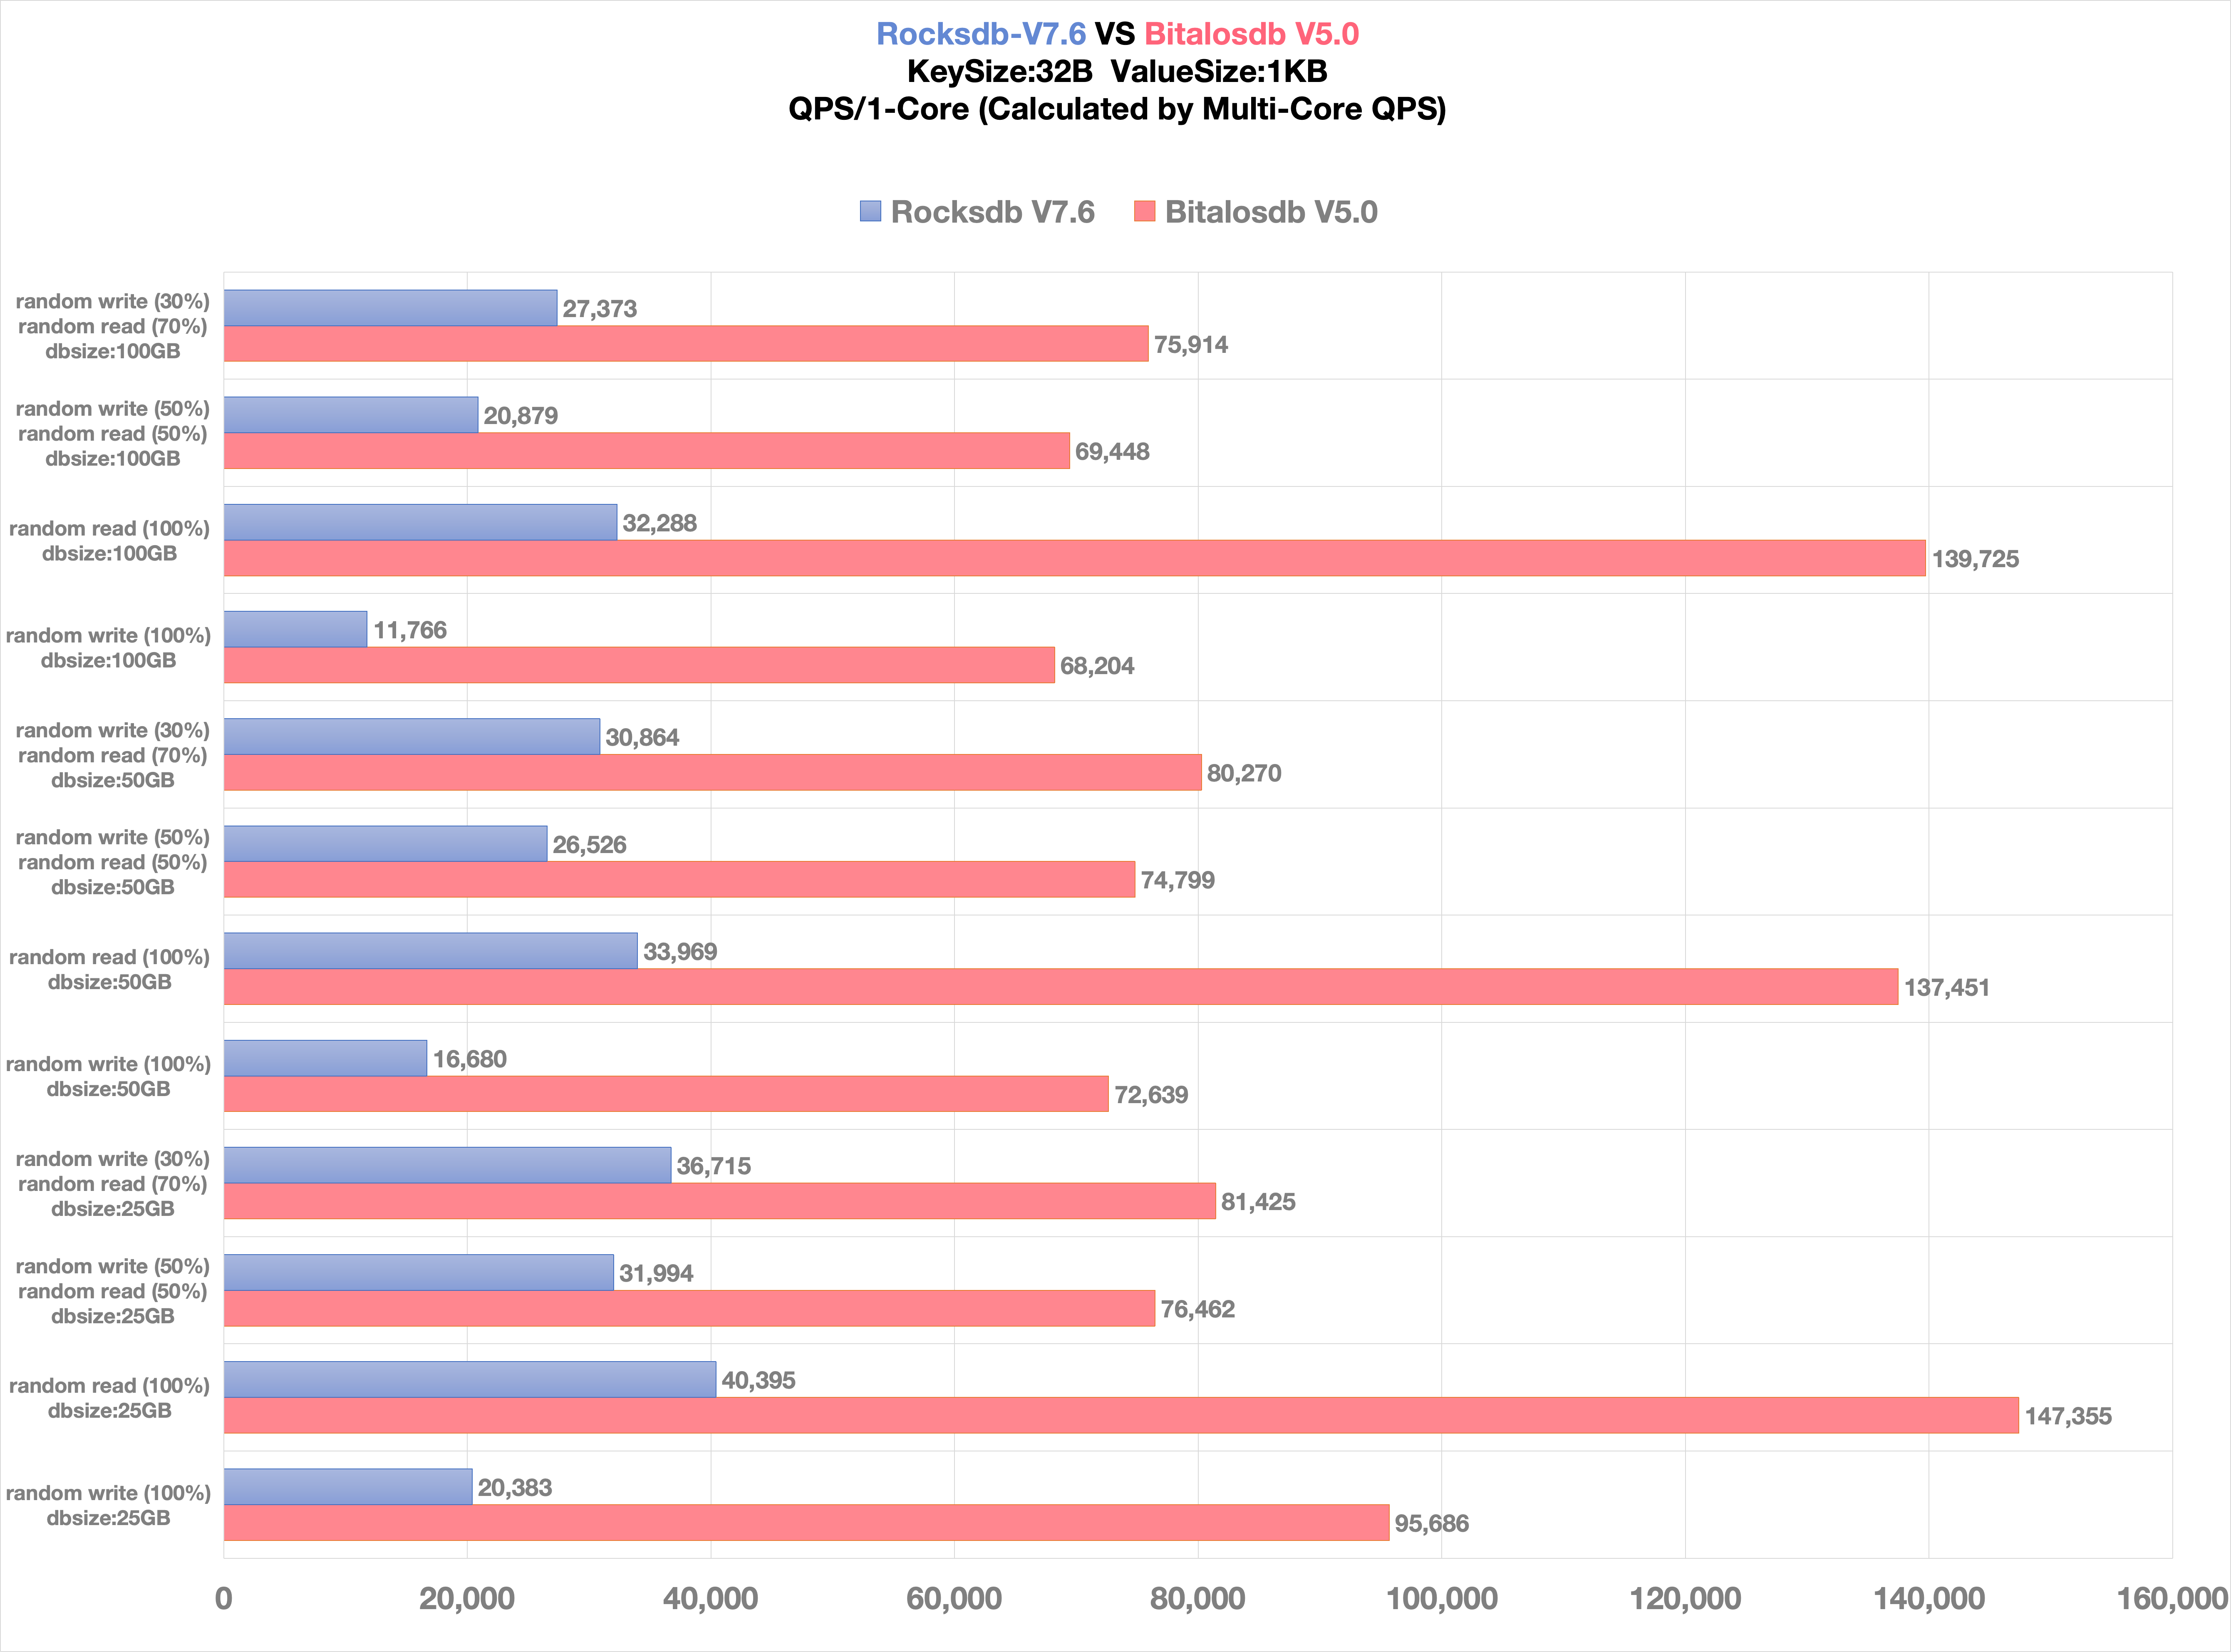 Rocksdb-V7.6 VS Bitalosdb V5.0
KeySize:32B  ValueSize:1KB
QPS/1-Core (Calculated by Multi-Core QPS)
Rocksdb V7.6
Bitalosdb V5.0
random write (30%)
random read (70%)
dbsize:100GB
27,373
75,914
random write (50%)
random read (50%)
dbsize:100GB
20,879
69,448
random read (100%)
dbsize:100GB
32,288
139,725
random write (100%)
dbsize:100GB
11,766
68,204
random write (30%)
random read (70%)
dbsize:50GB
30,864
80,270
random write (50%)
random read (50%)
dbsize:50GB
26,526
74,799
random read (100%)
dbsize:50GB
33,969
137,451
random write (100%)
dbsize:50GB
16,680
72,639
random write (30%)
random read (70%)
dbsize:25GB
36,715
81,425
random write (50%)
random read (50%)
dbsize:25GB
31,994
76,462
random read (100%)
dbsize:25GB
40,395
147,355
random write (100%)
dbsize:25GB
20,383
95,686
0
20,000
40,000
60,000
80,000
100,000
120,000
140,000
160,000